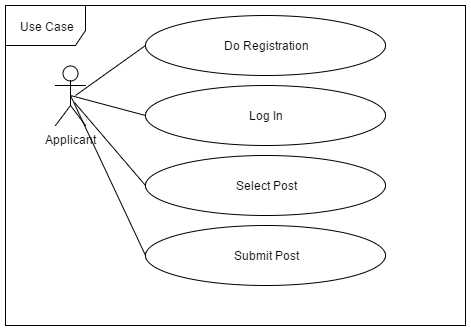 Use Case
Do Registration
Log In
Applicant
Select Post
Submit Post